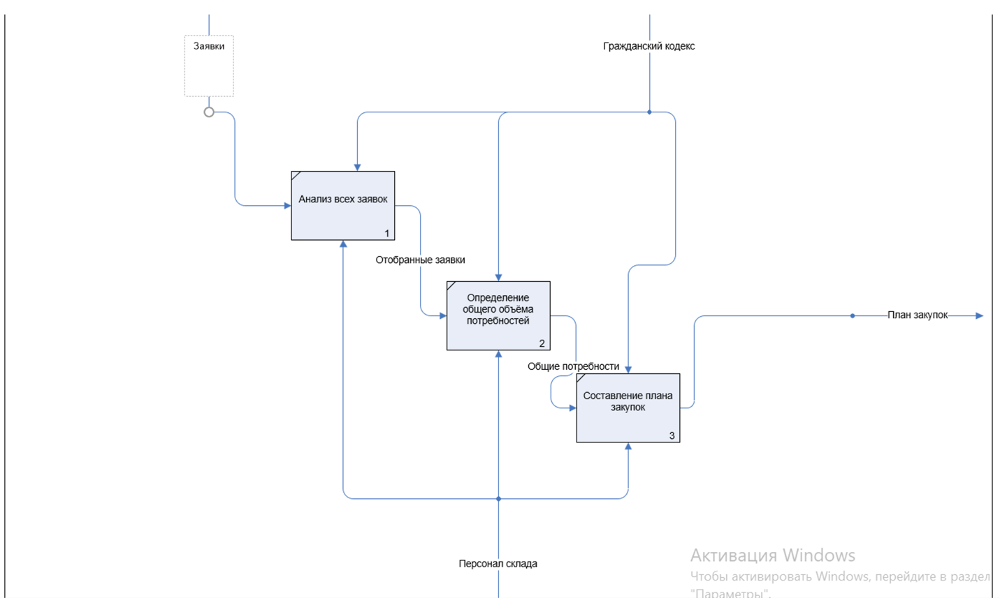 Заявки
Гражданский кодекс
Анализ всех заявок
1
Отобранные заявки
Определение
общего объёма
потребностей
2
План закупок
Общие потребности
Составление плана
закупок
3
Персонал склада
Активация Windows
Чтобы активировать Windows, перейдите в раздел
"Параметры".